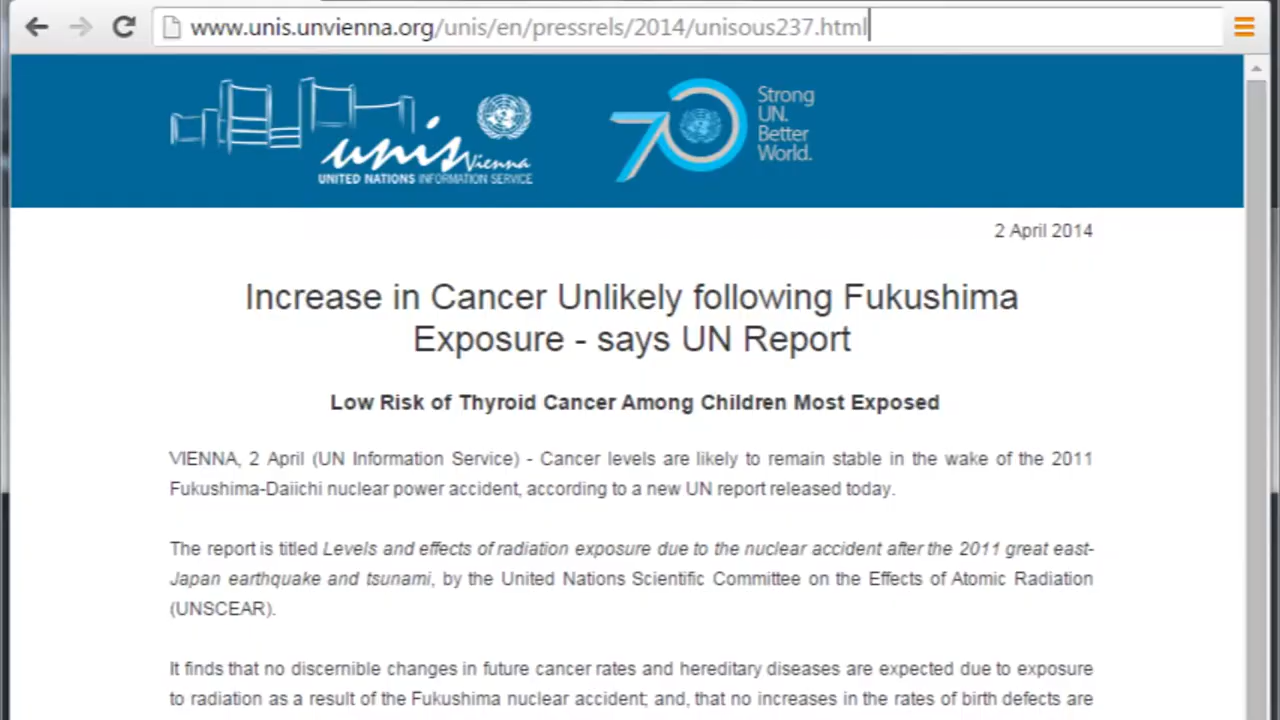 www.unis.unvienna.org/unis/en/pressrels/2014/unisous237.html
unis Vienna
UNITED NATIONS INFORMATION SERVICE
70
Strong
UN.
Better
World.
2 April 2014
Increase in Cancer Unlikely following Fukushima
Exposure - says UN Report
Low Risk of Thyroid Cancer Among Children Most Exposed
VIENNA, 2 April (UN Information Service) - Cancer levels are likely to remain stable in the wake of the 2011
Fukushima-Daiichi nuclear power accident, according to a new UN report released today.
The report is titled Levels and effects of radiation exposure due to the nuclear accident after the 2011 great east-
Japan earthquake and tsunami, by the United Nations Scientific Committee on the Effects of Atomic Radiation
(UNSCEAR).
It finds that no discernible changes in future cancer rates and hereditary diseases are expected due to exposure
to radiation as a result of the Fukushima nuclear accident; and, that no increases in the rates of birth defects are